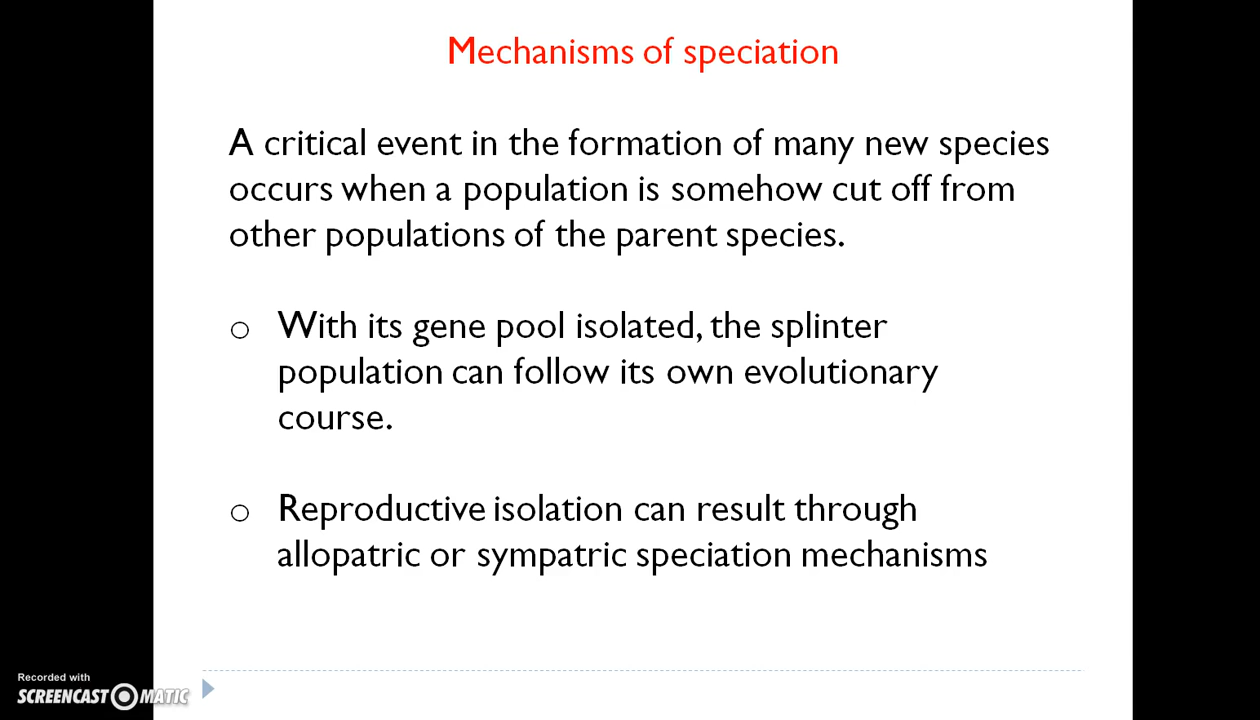 Mechanisms of speciation
A critical event in the formation of many new species
occurs when a population is somehow cut off from
other populations of the parent species.
o With its gene pool isolated, the splinter
population can follow its own evolutionary
course.
o Reproductive isolation can result through
allopatric or sympatric speciation mechanisms
Recorded with
SCREENCAST MATIC